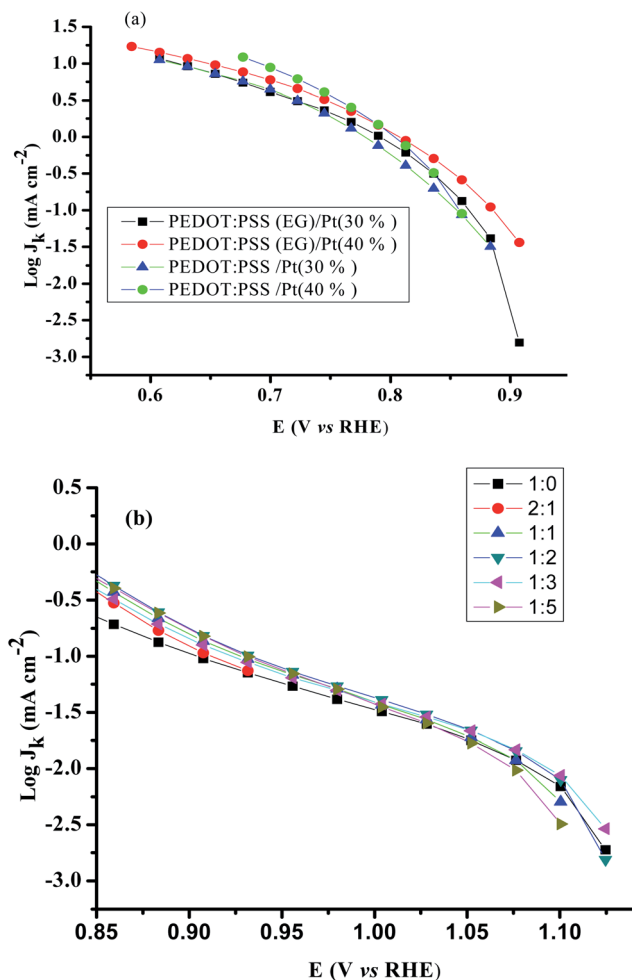 (a)
1.5
1.0
0.5
0.0
-0.5
-1.0
-1.5
-2.0
-2.5
-3.0
Log Jk (mA cm⁻²)
PEDOT:PSS (EG)/Pt(30 % )
PEDOT:PSS (EG)/Pt(40 % )
PEDOT:PSS /Pt(30 % )
PEDOT:PSS /Pt(40 % )
0.6 0.7 0.8 0.9
E (V vs RHE)
(b)
0.5
0.0
-0.5
-1.0
-1.5
-2.0
-2.5
-3.0
Log Jk (mA cm⁻²)
1:0
2:1
1:1
1:2
1:3
1:5
0.85 0.90 0.95 1.00 1.05 1.10
E (V vs RHE)